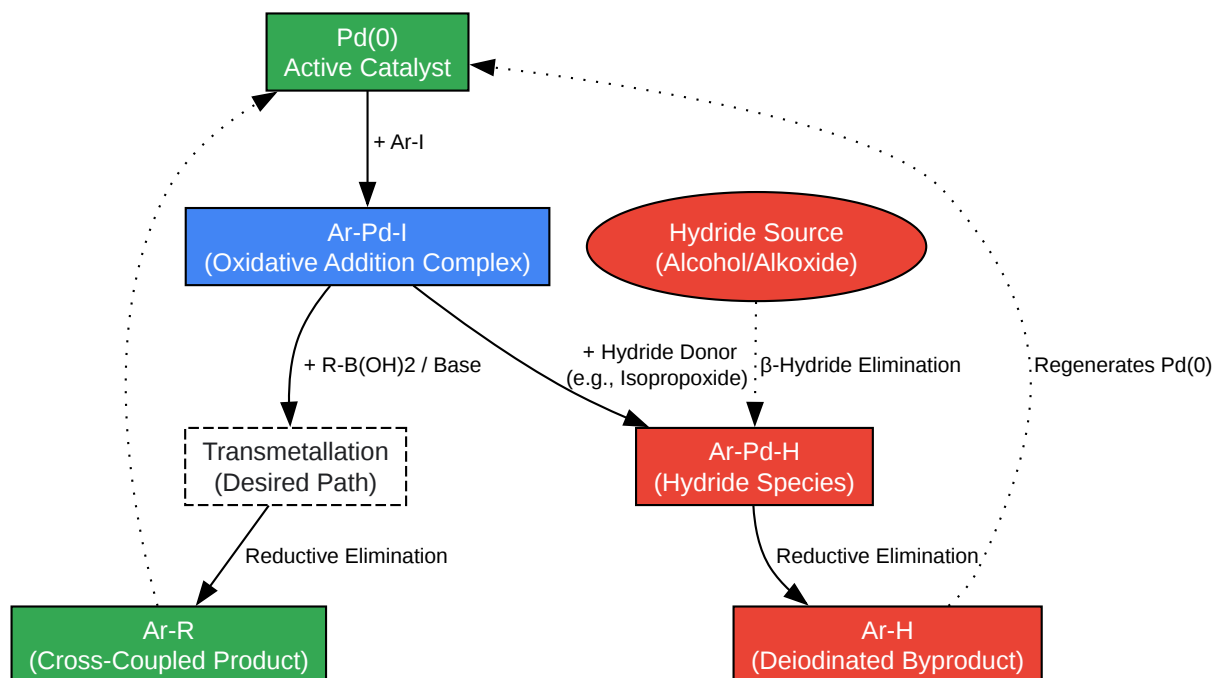 Pd(0)
Active Catalyst
+ Ar-I
Ar-Pd-I
(Oxidative Addition Complex)
Hydride Source
(Alcohol/Alkoxide)
+ R-B(OH)2 / Base
+ Hydride Donor
(e.g., Isopropoxide)
β-Hydride Elimination
Regenerates Pd(0)
Transmetallation
(Desired Path)
Ar-Pd-H
(Hydride Species)
Reductive Elimination
Reductive Elimination
Ar-R
(Cross-Coupled Product)
Ar-H
(Deiodinated Byproduct)